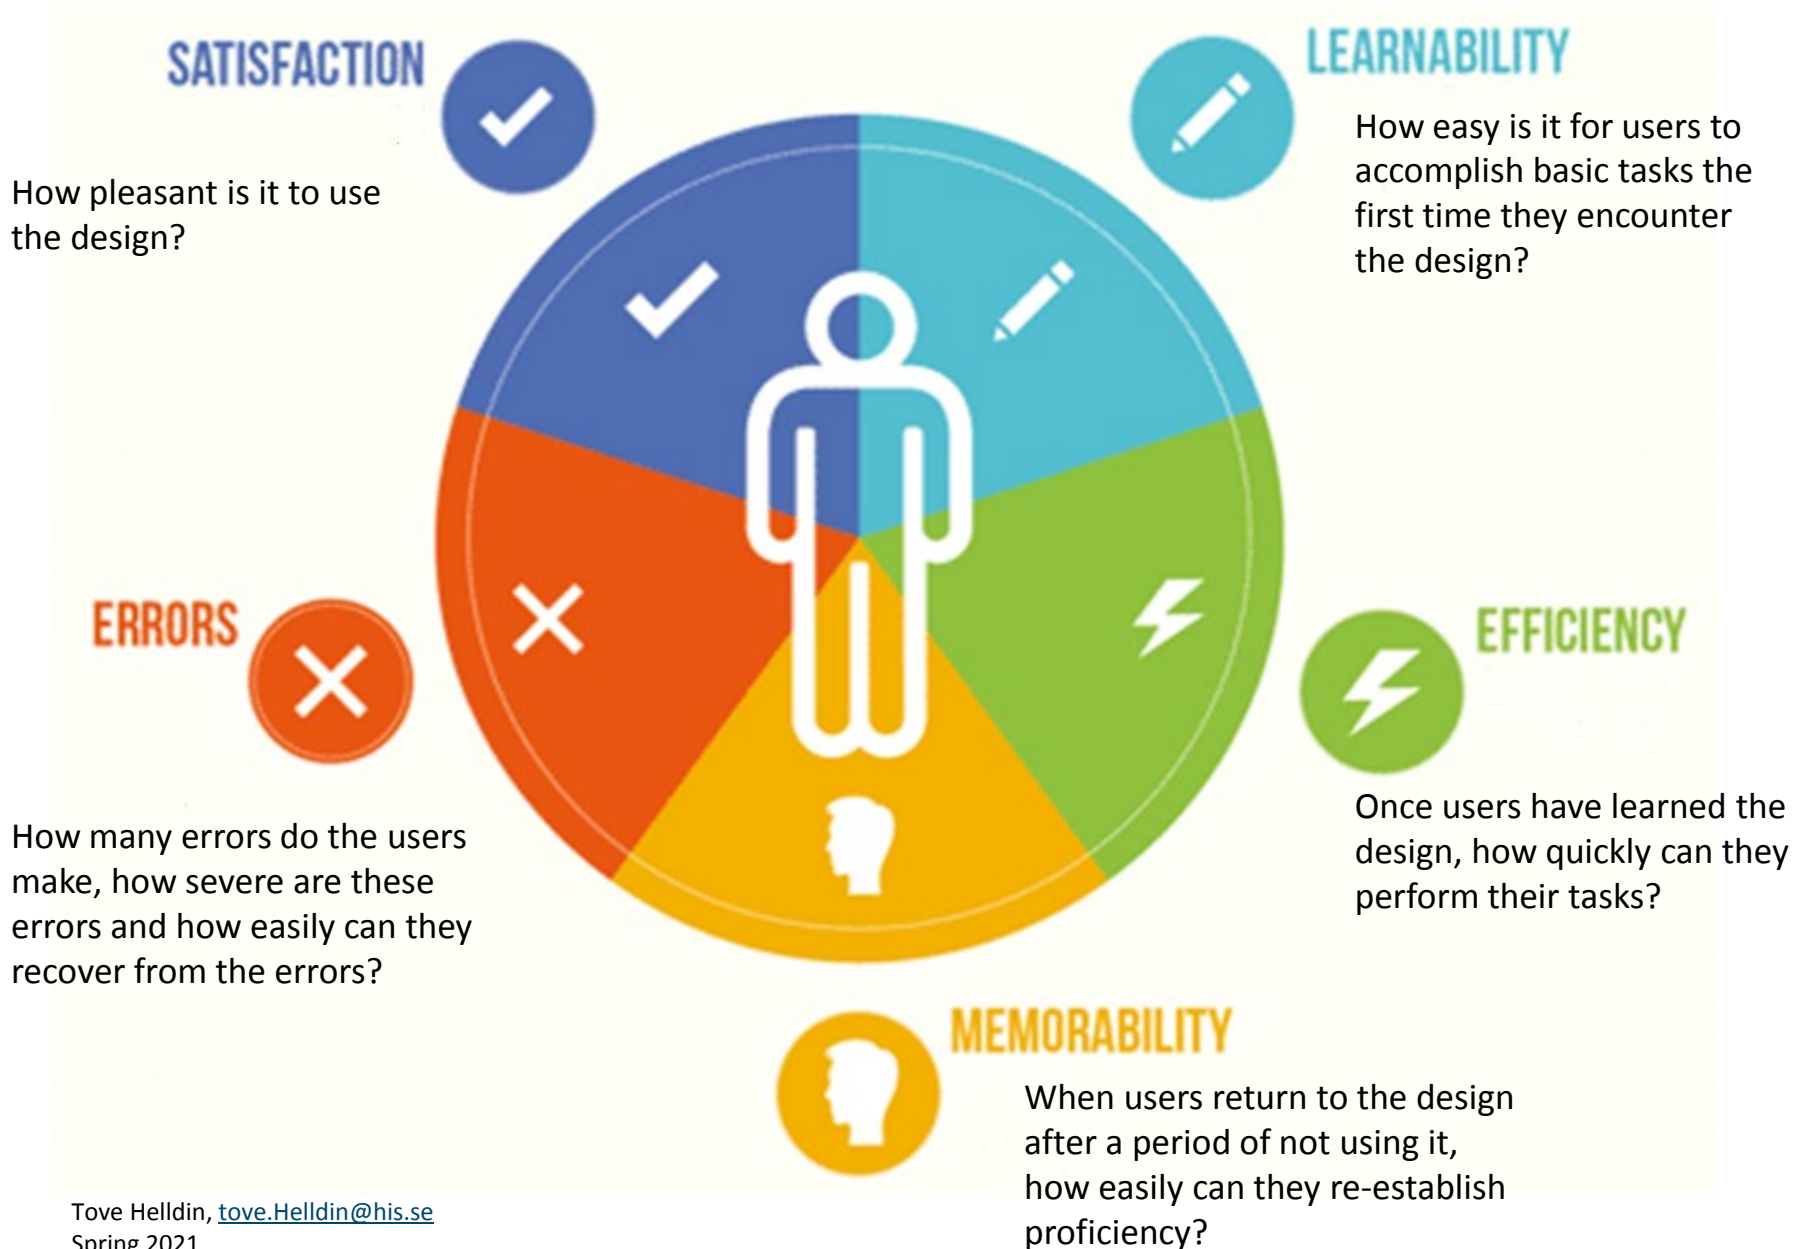 SATISFACTION
How pleasant is it to use
the design?
LEARNABILITY
How easy is it for users to
accomplish basic tasks the
first time they encounter
the design?
ERRORS
How many errors do the users
make, how severe are these
errors and how easily can they
recover from the errors?
EFFICIENCY
Once users have learned the
design, how quickly can they
perform their tasks?
MEMORABILITY
When users return to the design
after a period of not using it,
how easily can they re-establish
proficiency?
Tove Helldin, tove.Helldin@his.se
Spring 2021